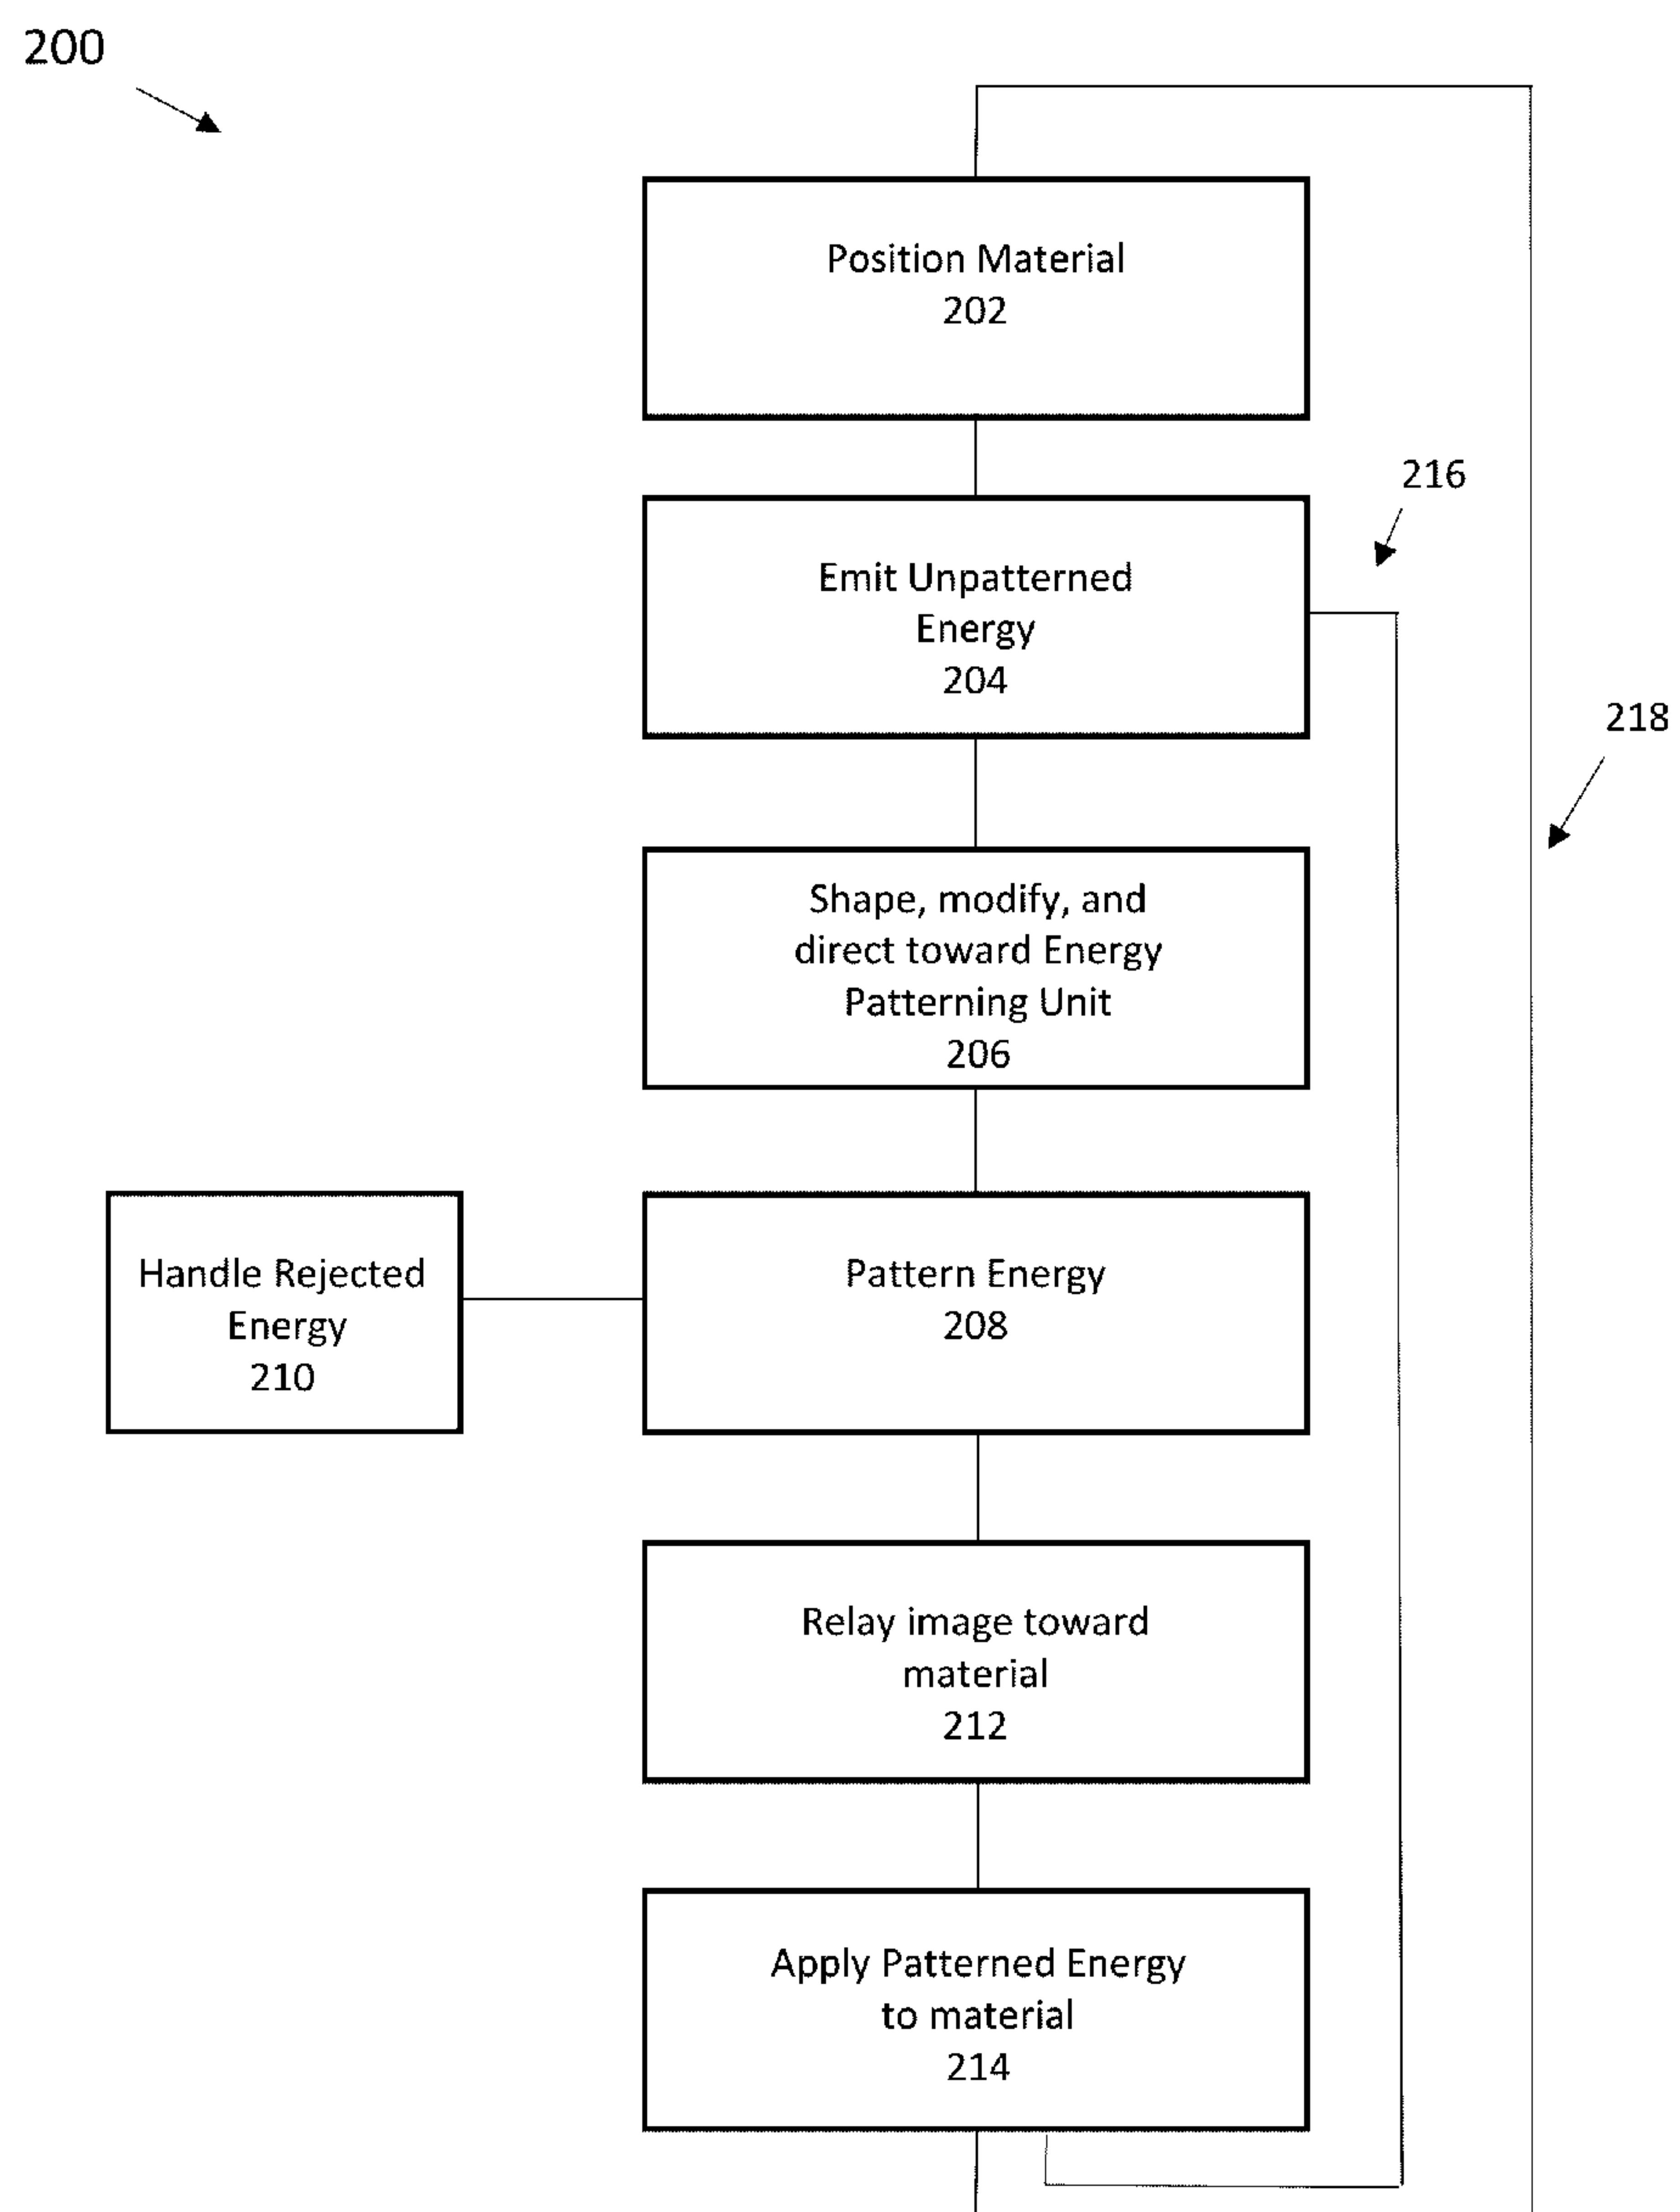 200
Position Material
202
216
Emit Unpatterned
Energy
204
218
Shape, modify, and
direct toward Energy
Patterning Unit
206
Handle Rejected
Energy
210
Pattern Energy
208
Relay image toward
material
212
Apply Patterned Energy
to material
214